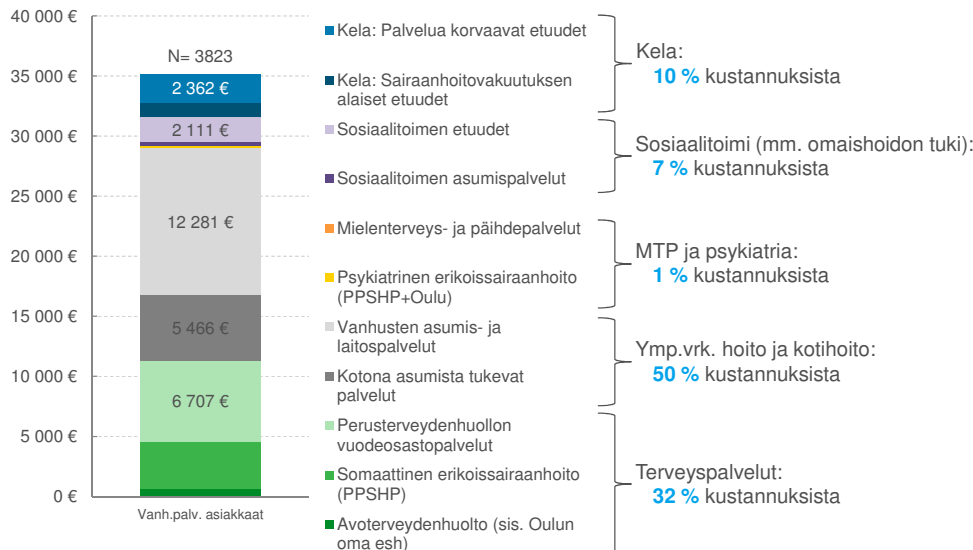 40 000 €
35 000 €
30 000 €
25 000 €
20 000 €
15 000 €
10 000 €
5 000 €
0 €
N= 3823
2 362 €
2 111 €
12 281 €
5 466 €
6 707 €
Vanh.palv. asiakkaat
Kela: Palvelua korvaavat etuudet
Kela: Sairaanhoitovakuutuksen
alaiset etuudet
Sosiaalitoimen etuudet
Sosiaalitoimen asumispalvelut
Mielenterveys- ja päihdepalvelut
Psykiatrinen erikoissairaanhoito
(PPSHP+Oulu)
Vanhusten asumis- ja
laitospalvelut
Kotona asumista tukevat
palvelut
Perusterveydenhuollon
vuodeosastopalvelut
Somaattinen erikoissairaanhoito
(PPSHP)
Avoterveydenhuolto (sis. Oulun
oma esh)
Kela:
10 % kustannuksista
Sosiaalitoimi (mm. omaishoidon tuki):
7 % kustannuksista
MTP ja psykiatria:
1 % kustannuksista
Ymp.vrk. hoito ja kotihoito:
50 % kustannuksista
Terveyspalvelut:
32 % kustannuksista